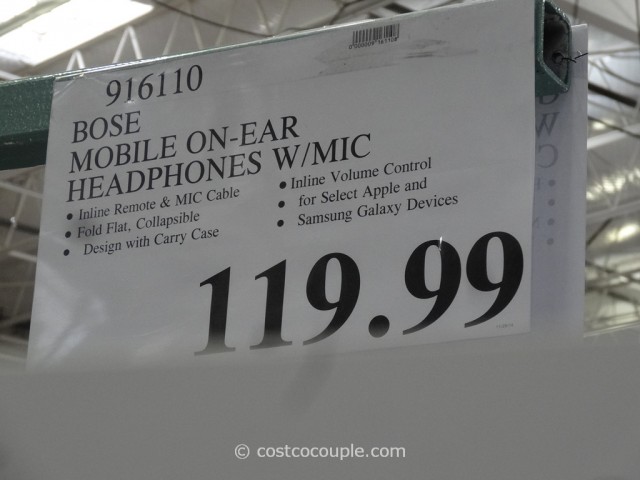 916110
BOSE
MOBILE ON-EAR
HEADPHONES W/MIC
• Inline Remote & MIC Cable
• Fold Flat, Collapsible
• Design with Carry Case
• Inline Volume Control
• for Select Apple and
• Samsung Galaxy Devices
119.99
© costcocouple.com